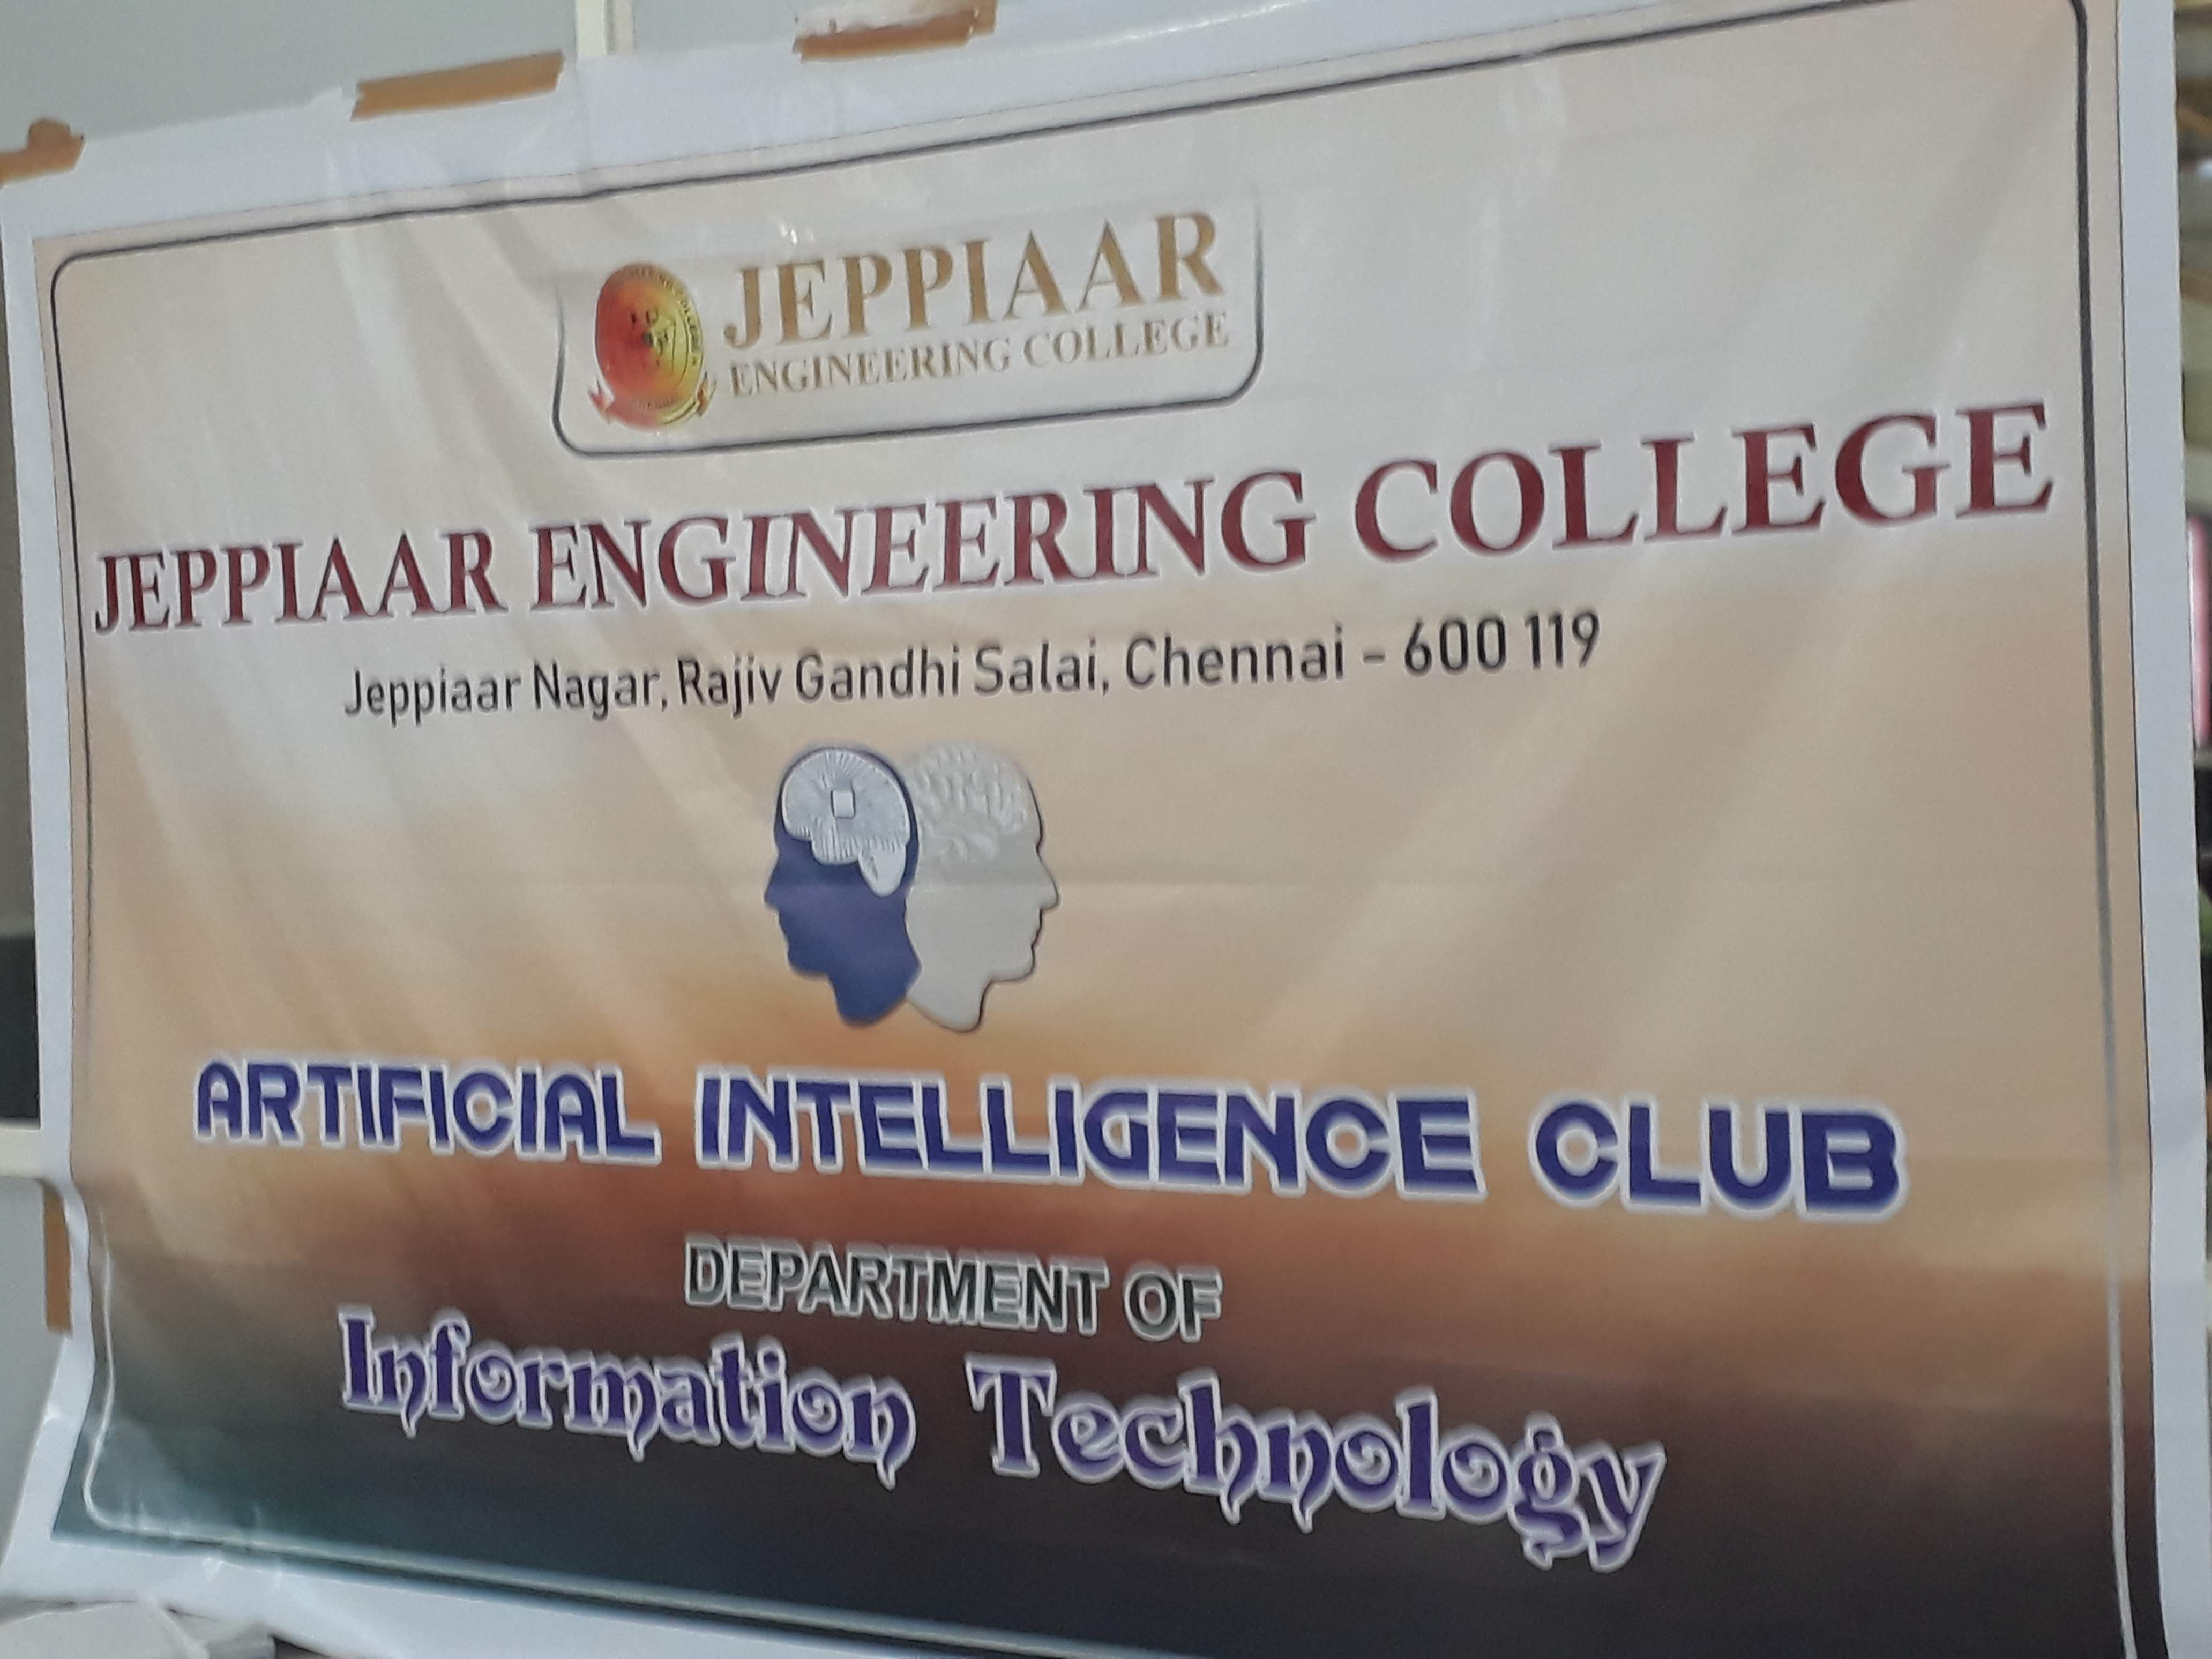 JEPPIAAR
ENGINEERING COLLEGE
JEPPIAAR ENGINEERING COLLEGE
Jeppiaar Nagar, Rajiv Gandhi Salai, Chennai - 600 119
ARTIFICIAL INTELLIGENCE CLUB
DEPARTMENT OF
Information Technology